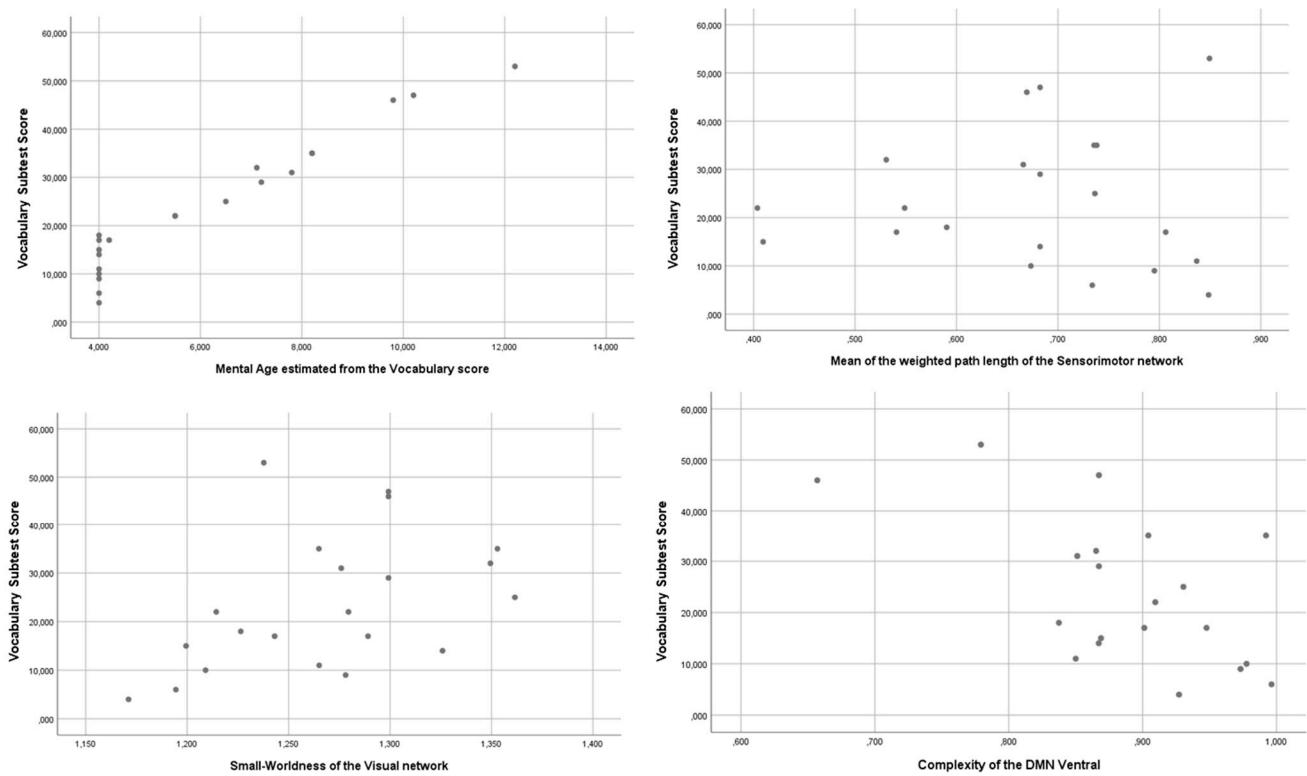 60,000
50,000
40,000
30,000
20,000
10,000
,000
Vocabulary Subtest Score
4,000 6,000 8,000 10,000 12,000 14,000
Mental Age estimated from the Vocabulary score
60,000
50,000
40,000
30,000
20,000
10,000
,000
Vocabulary Subtest Score
,400 ,500 ,600 ,700 ,800 ,900
Mean of the weighted path length of the Sensorimotor network
60,000
50,000
40,000
30,000
20,000
10,000
,000
Vocabulary Subtest Score
1,150 1,200 1,250 1,300 1,350 1,400
Small-Worldness of the Visual network
60,000
50,000
40,000
30,000
20,000
10,000
,000
Vocabulary Subtest Score
,600 ,700 ,800 ,900 1,000
Complexity of the DMN Ventral